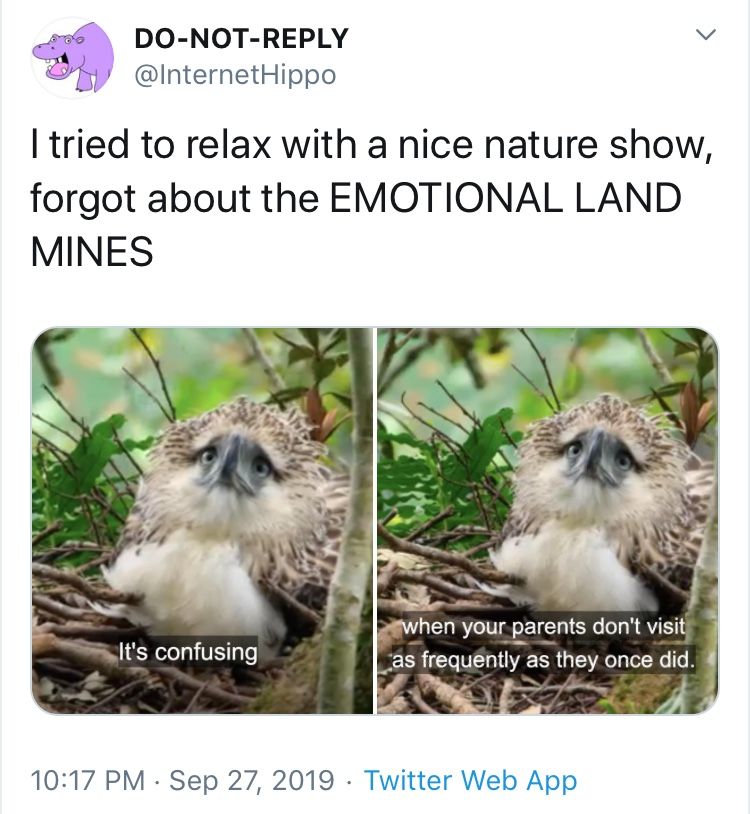 DO-NOT-REPLY
@InternetHippo
I tried to relax with a nice nature show,
forgot about the EMOTIONAL LAND
MINES
It's confusing
when your parents don't visit
as frequently as they once did.
10:17 PM · Sep 27, 2019 · Twitter Web App